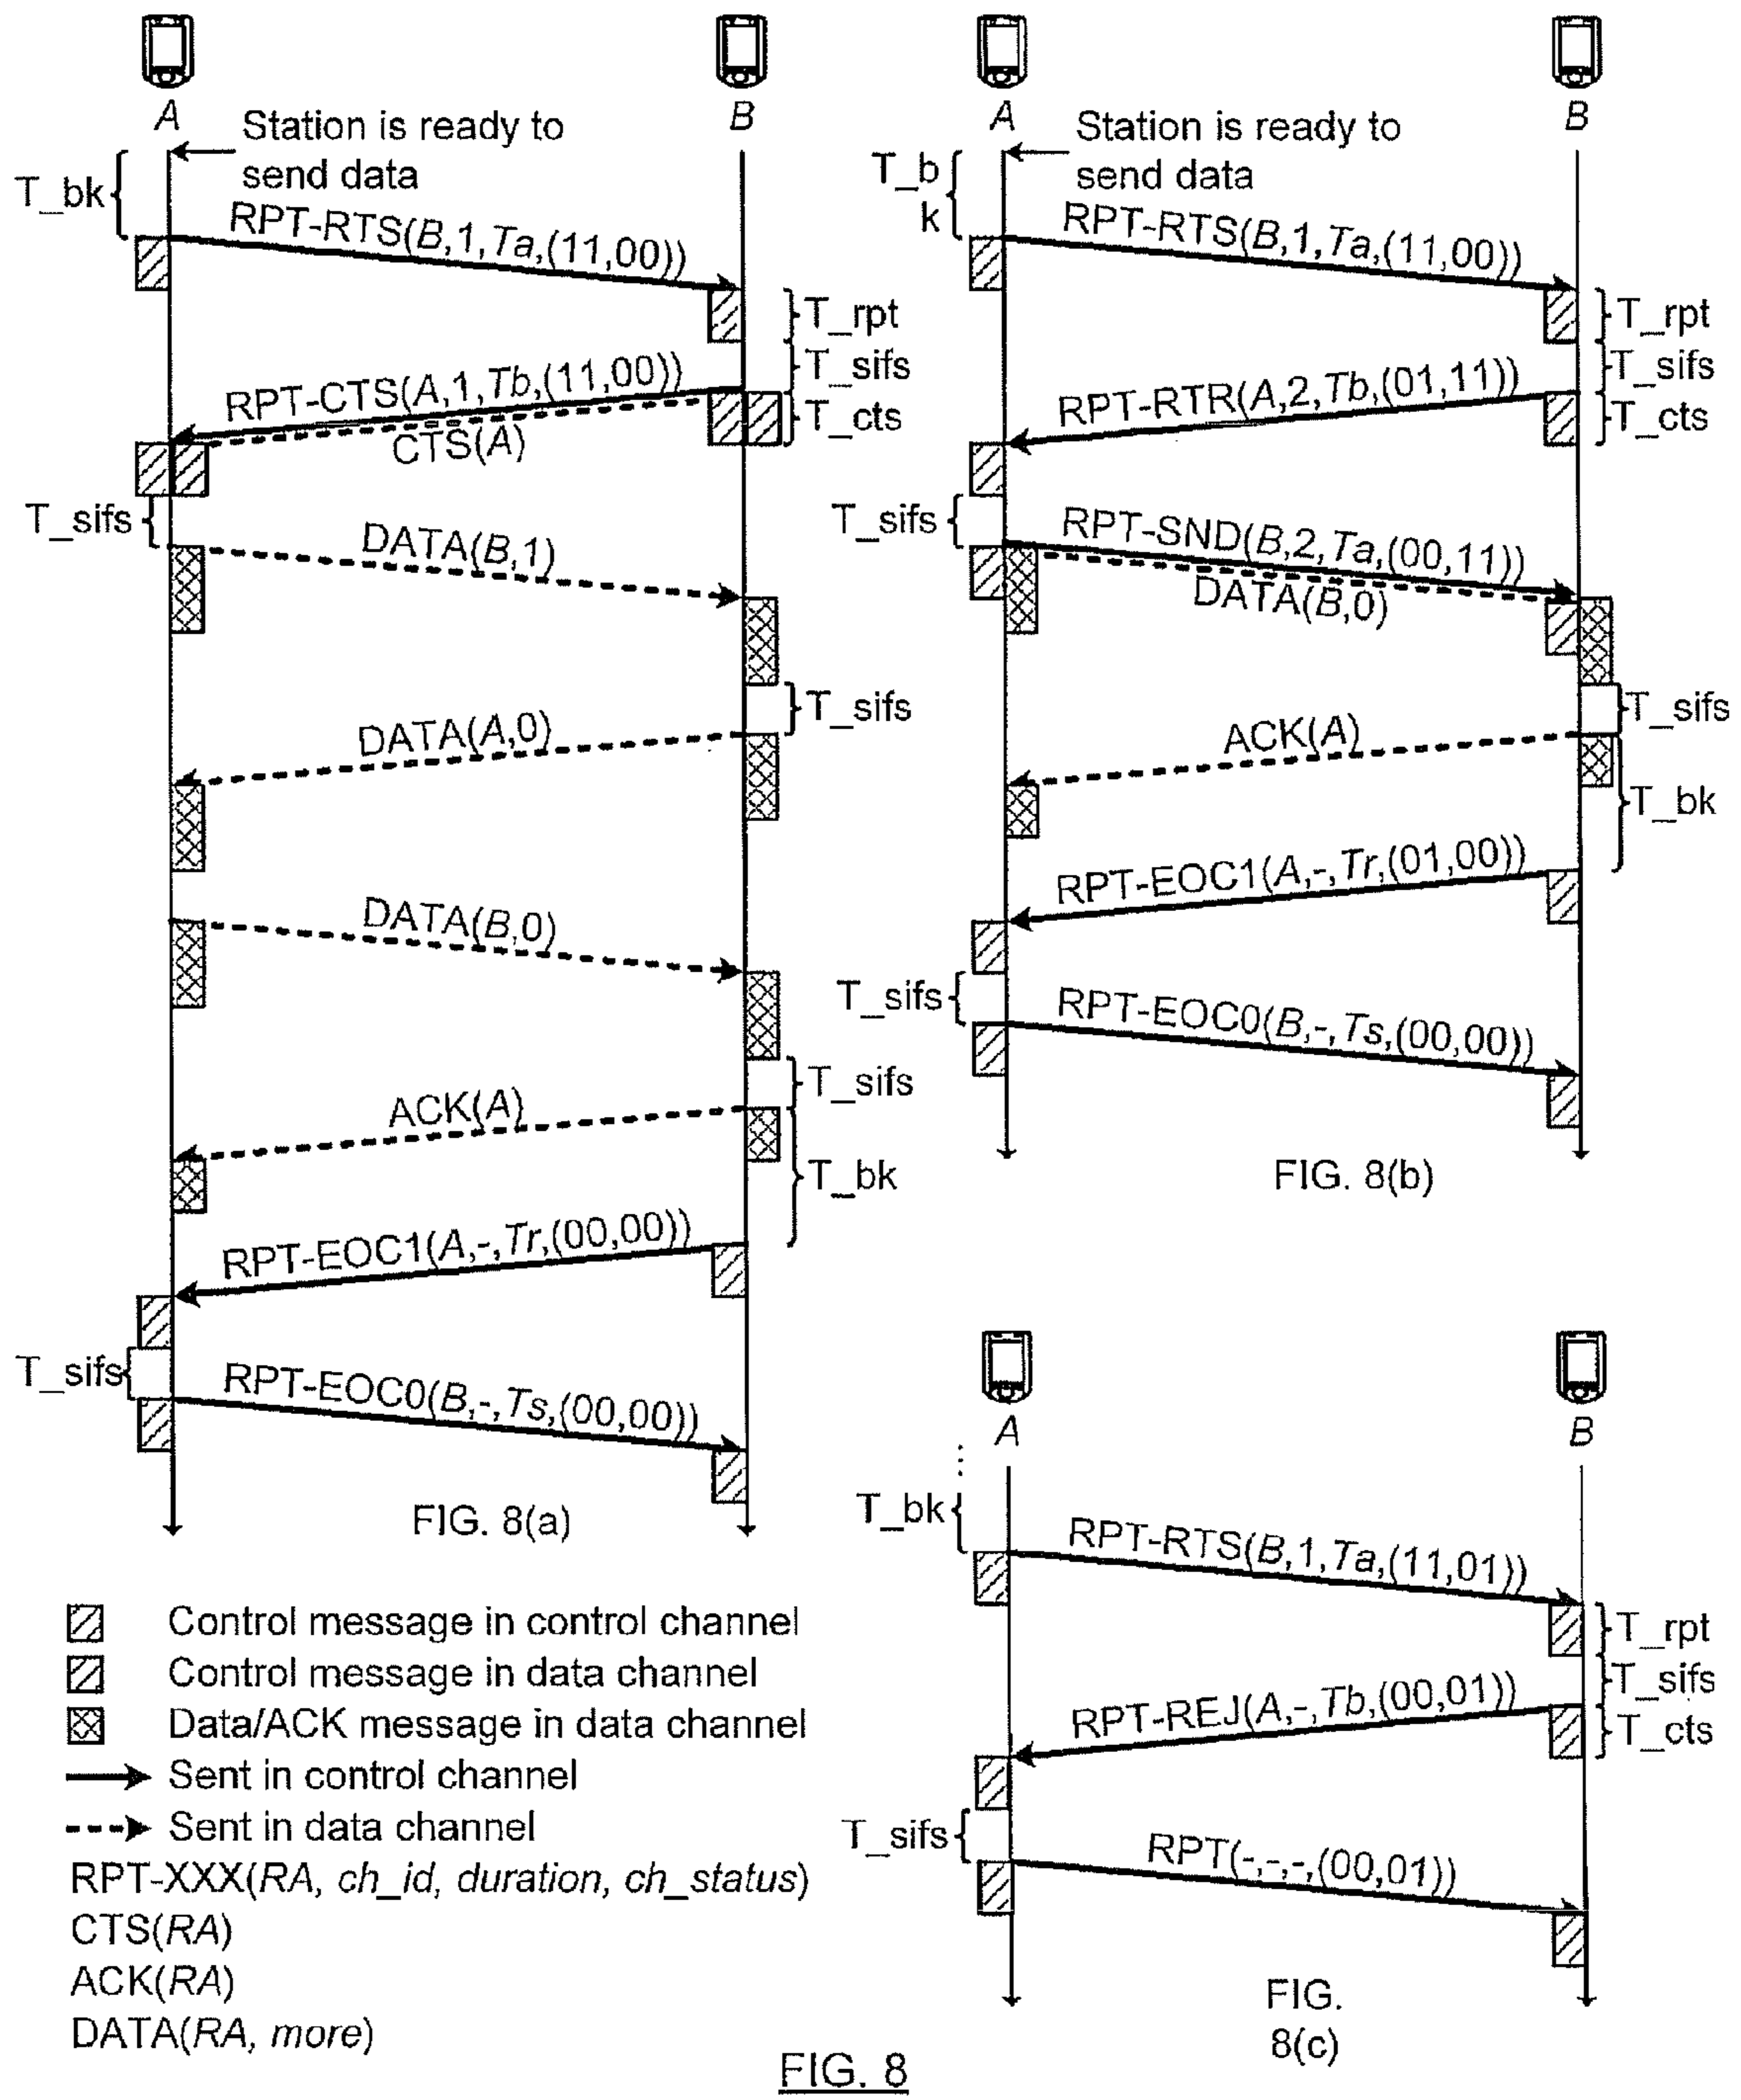 A
Station is ready to
send data
B
T_bk
RPT-RTS(B,1,Ta,(11,00))
T_rpt
T_sifs
RPT-CTS(A,1,Tb,(11,00))
T_cts
CTS(A)
T_sifs
DATA(B,1)
T_sifs
DATA(A,0)
DATA(B,0)
T_sifs
ACK(A)
T_bk
RPT-EOC1(A,-,Tr,(00,00))
T_sifs
RPT-EOC0(B,-,Ts,(00,00))
FIG. 8(a)
A
Station is ready to
send data
B
T_b
k
RPT-RTS(B,1,Ta,(11,00))
T_rpt
T_sifs
RPT-RTR(A,2,Tb,(01,11))
T_cts
T_sifs
RPT-SND(B,2,Ta,(00,11))
DATA(B,0)
T_sifs
ACK(A)
T_bk
RPT-EOC1(A,-,Tr,(01,00))
T_sifs
RPT-EOC0(B,-,Ts,(00,00))
FIG. 8(b)
A
B
T_bk
RPT-RTS(B,1,Ta,(11,01))
T_rpt
T_sifs
RPT-REJ(A,-,Tb,(00,01))
T_cts
T_sifs
RPT(-,-,-,(00,01))
FIG.
8(c)
Control message in control channel
Control message in data channel
Data/ACK message in data channel
Sent in control channel
Sent in data channel
RPT-XXX(RA, ch_id, duration, ch_status)
CTS(RA)
ACK(RA)
DATA(RA, more)
FIG. 8